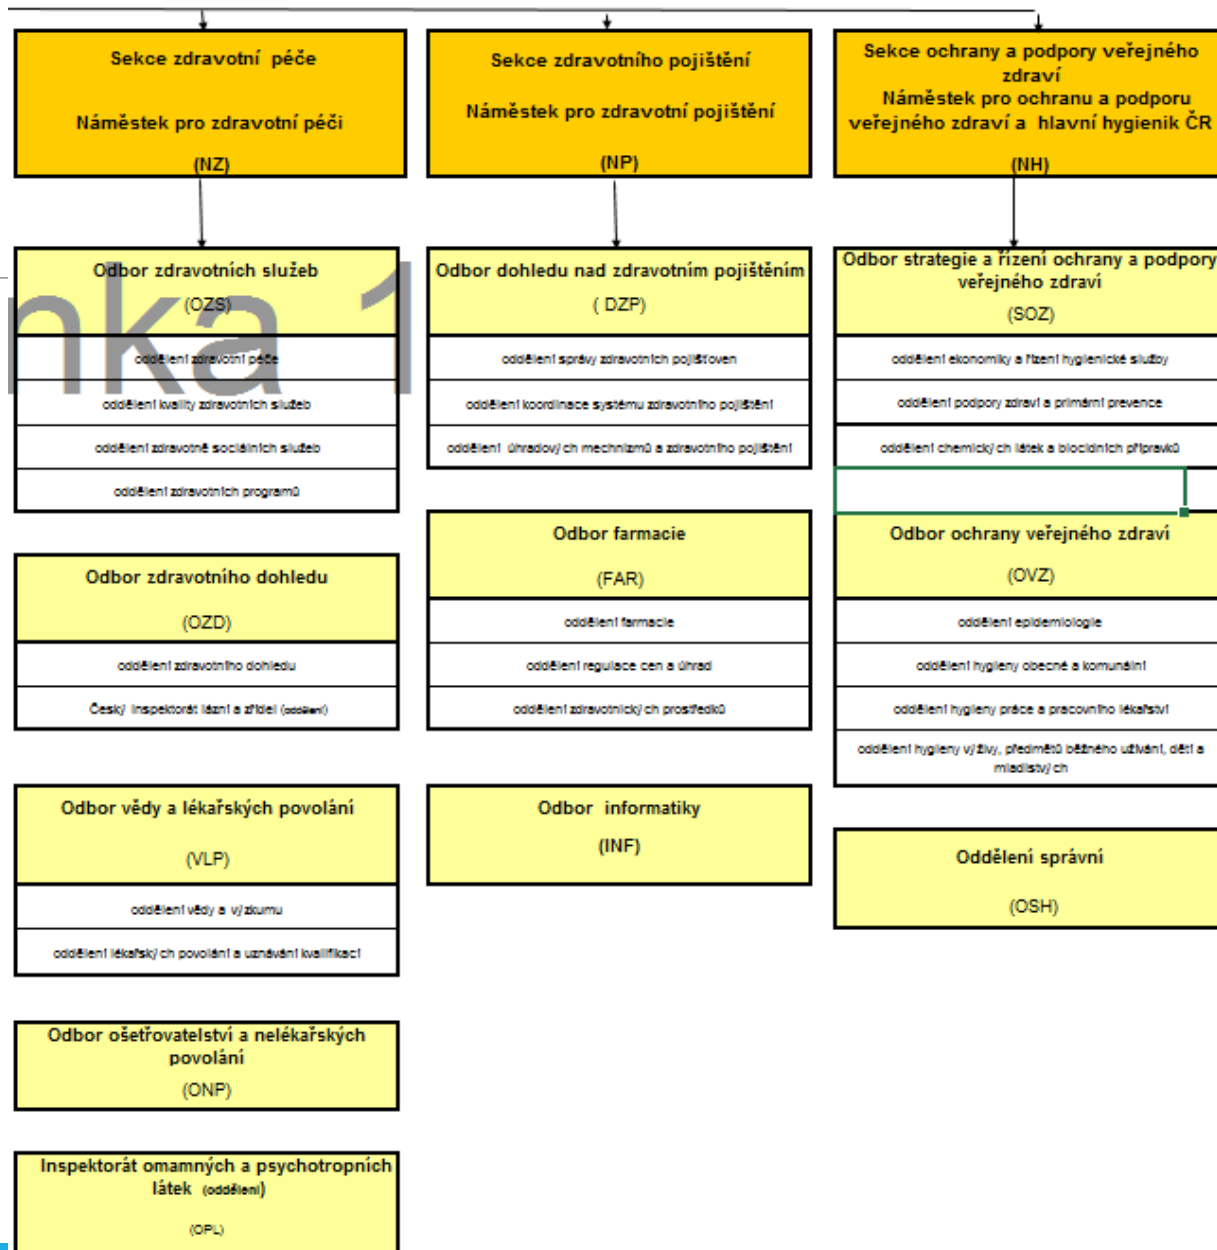 Sekce zdravotní péče
Náměstek pro zdravotní péči
(NZ)
Odbor zdravotních služeb
(OZS)
oddělení zdravotní péče
oddělení kvality zdravotních služeb
oddělení zdravotně sociálních služeb
oddělení zdravotních programů
Odbor zdravotního dohledu
(OZD)
oddělení zdravotního dohledu
Český inspektorát lázní a zřídel (oddělení)
Odbor vědy a lékařských povolání
(VLP)
oddělení vědy a výzkumu
oddělení lékařských povolání a uznávání kvalifikací
Odbor ošetřovatelství a nelékařských
povolání
(ONP)
Inspektorát omamných a psychotropních
látek (oddělení)
(OPL)
Sekce zdravotního pojištění
Náměstek pro zdravotní pojištění
(NP)
Odbor dohledu nad zdravotním pojištěním
( DZP)
oddělení správy zdravotních pojišťoven
oddělení koordinace systému zdravotního pojištění
oddělení úhradových mechnizmů a zdravotního pojištění
Odbor farmacie
(FAR)
oddělení farmacie
oddělení regulace cen a úhrad
oddělení zdravotnických prostředků
Odbor informatiky
(INF)
Sekce ochrany a podpory veřejného
zdraví
Náměstek pro ochranu a podporu
veřejného zdraví a hlavní hygienik ČR
(NH)
Odbor strategie a řízení ochrany a podpory
veřejného zdraví
(SOZ)
oddělení ekonomiky a řízení hygienické služby
oddělení podpory zdraví a primární prevence
oddělení chemických látek a biocidních přípravků
Odbor ochrany veřejného zdraví
(OVZ)
oddělení epidemiologie
oddělení hygieny obecné a komunální
oddělení hygieny práce a pracovního lékařství
oddělení hygieny výživy, předmětů běžného užívání, dětí a
mladistvých
Oddělení správní
(OSH)
nka 1